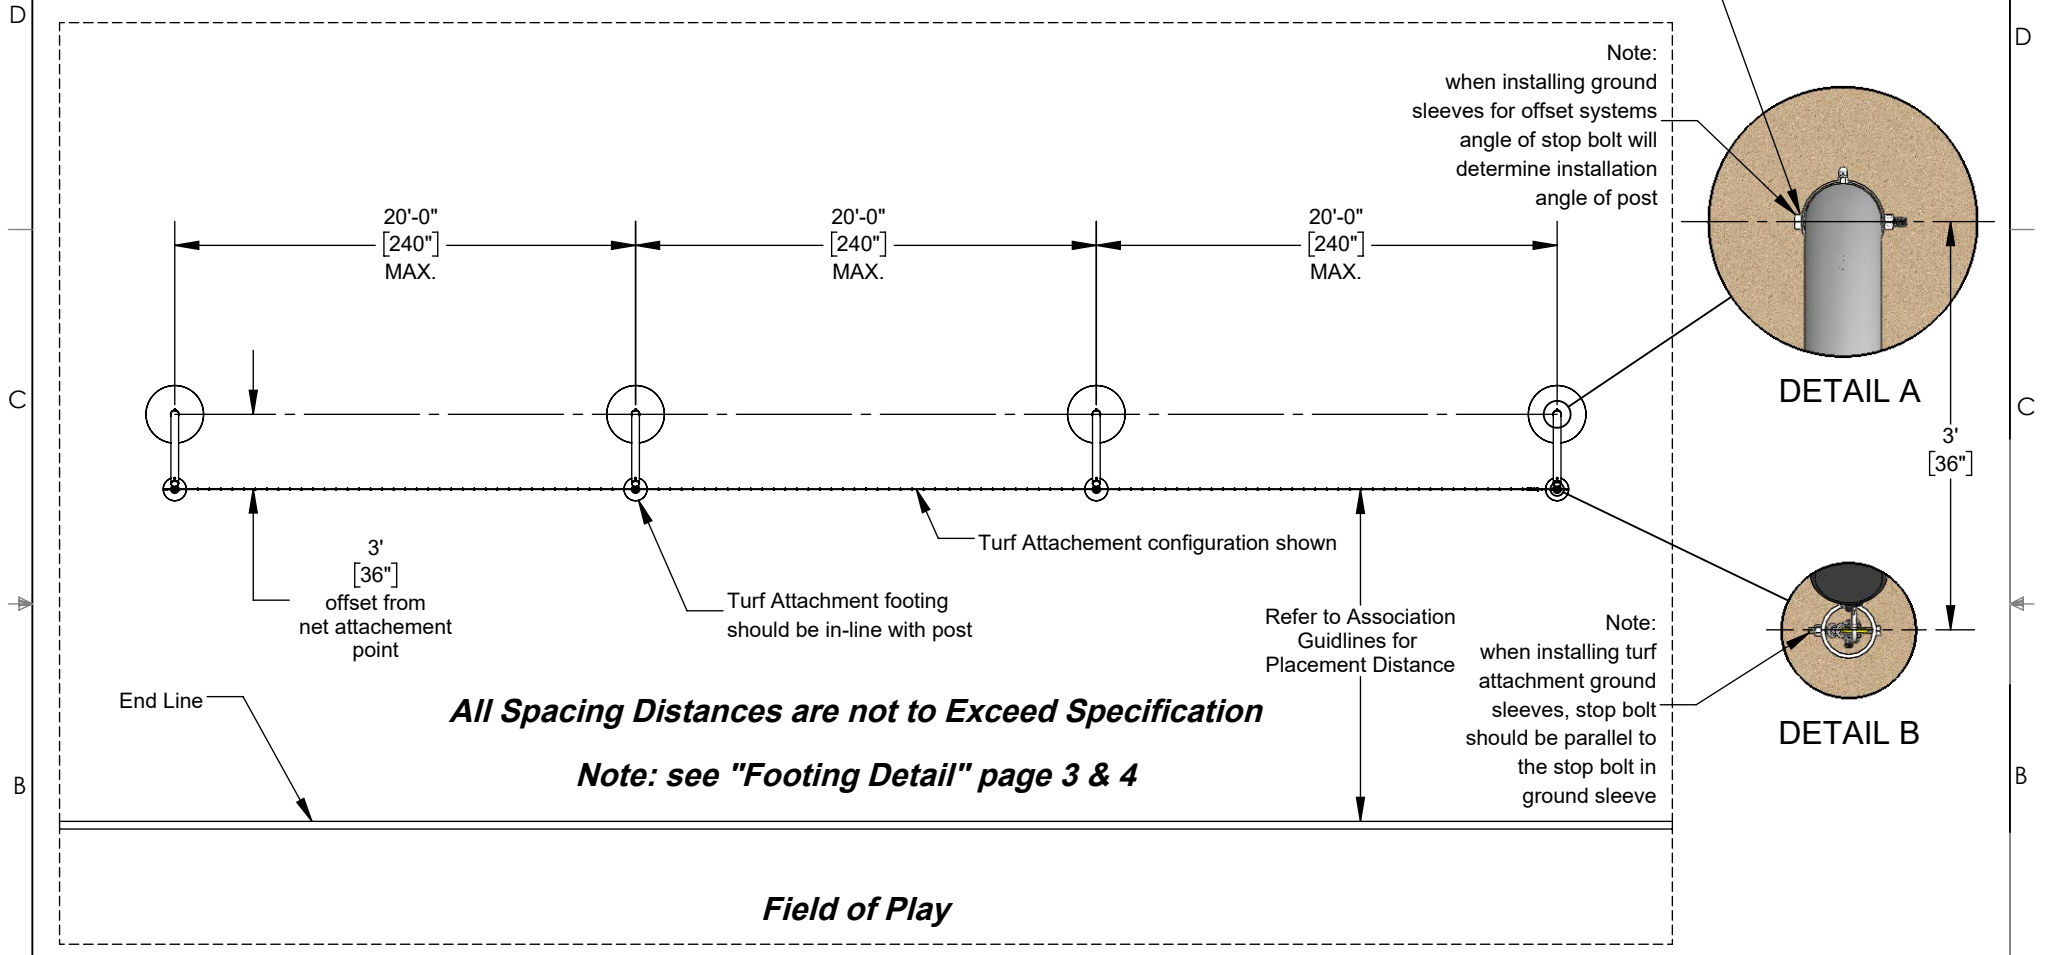 D
D
Note:
when installing ground
sleeves for offset systems
angle of stop bolt will
determine installation
angle of post
20'-0"
[240"]
MAX.
20'-0"
[240"]
MAX.
20'-0"
[240"]
MAX.
DETAIL A
C
C
3'
[36"]
3'
[36"]
offset from
net attachement
point
Turf Attachement configuration shown
Turf Attachment footing
should be in-line with post
Refer to Association
Guidlines for
Placement Distance
Note:
when installing turf
attachment ground
sleeves, stop bolt
should be parallel to
the stop bolt in
ground sleeve
DETAIL B
End Line
All Spacing Distances are not to Exceed Specification
Note: see "Footing Detail" page 3 & 4
B
B
Field of Play